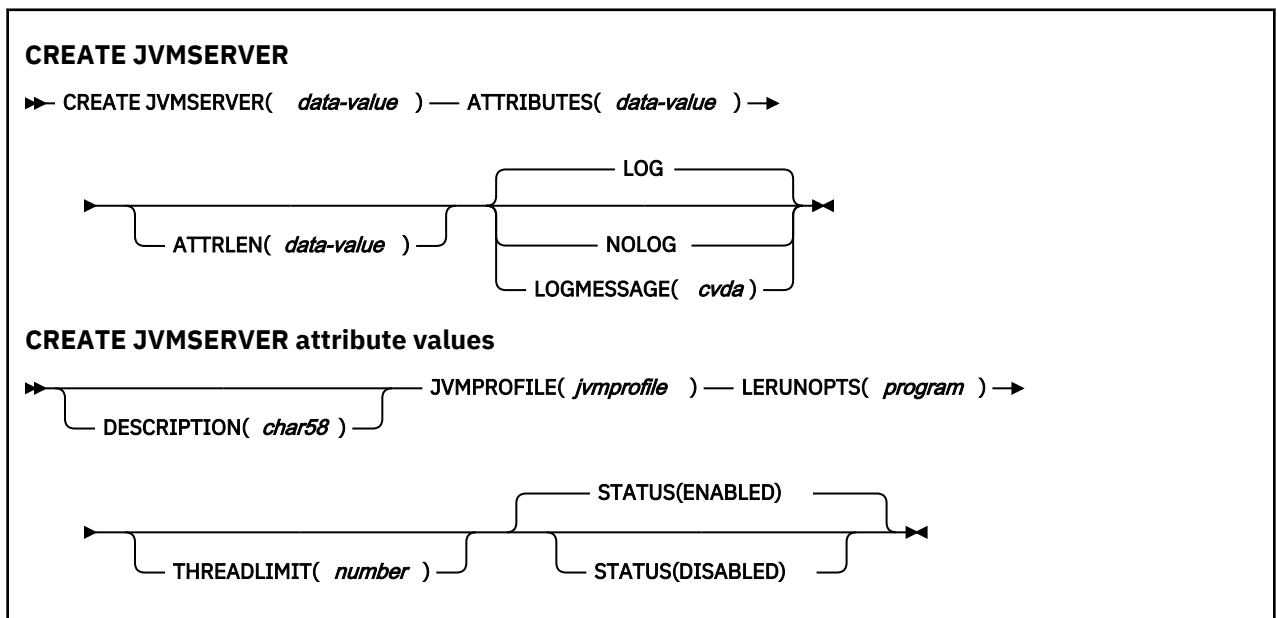 CREATE JVMSERVER
CREATE JVMSERVER( data-value ) ATTRIBUTES( data-value )
LOG
ATTRLEN( data-value )
NOLOG
LOGMESSAGE( cvda )
CREATE JVMSERVER attribute values
JVMPROFILE( jvmprofile ) LERUNOPTS( program )
DESCRIPTION( char58 )
STATUS(ENABLED)
THREADLIMIT( number )
STATUS(DISABLED)